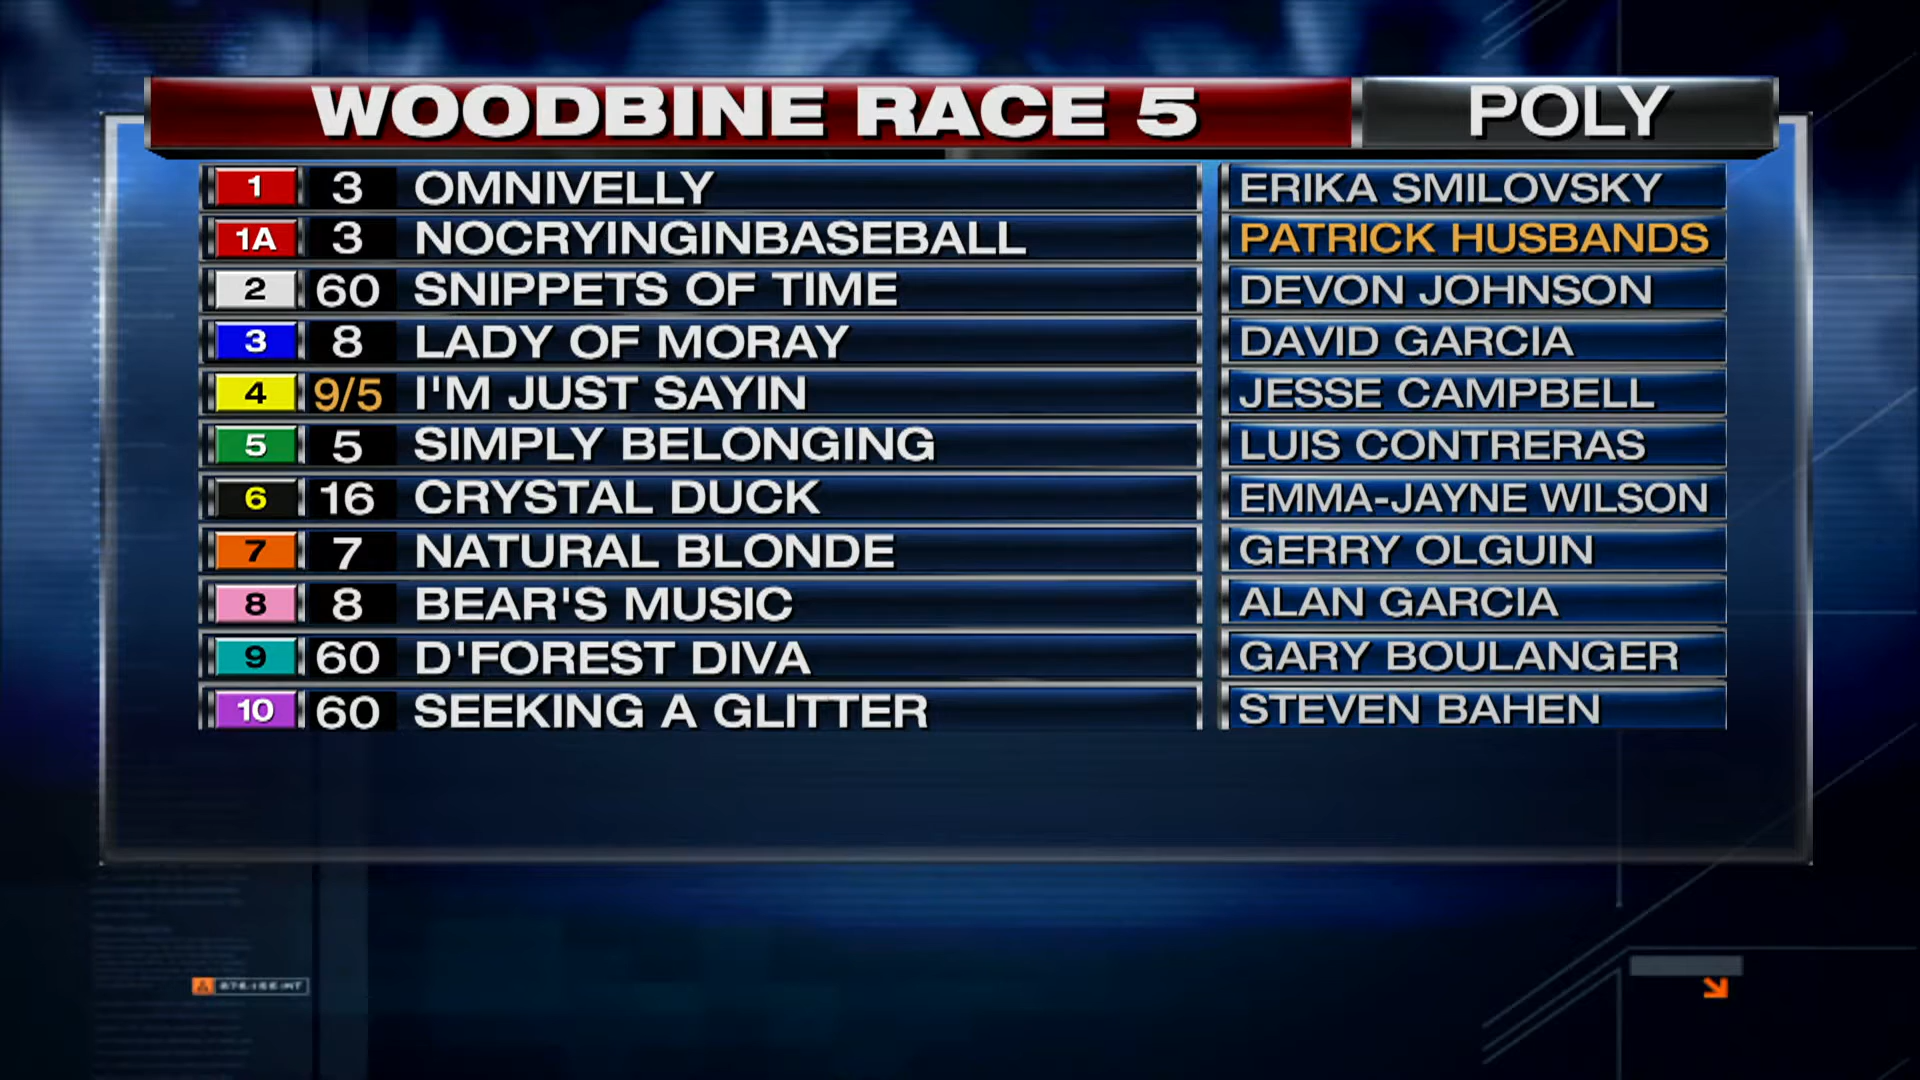 WOODBINE RACE 5 POLY
1 3 OMNIVELLY ERIKA SMILOVSKY
1A 3 NOCRYINGINBASEBALL PATRICK HUSBANDS
2 60 SNIPPETS OF TIME DEVON JOHNSON
3 8 LADY OF MORAY DAVID GARCIA
4 9/5 I'M JUST SAYIN JESSE CAMPBELL
5 5 SIMPLY BELONGING LUIS CONTRERAS
6 16 CRYSTAL DUCK EMMA-JAYNE WILSON
7 7 NATURAL BLONDE GERRY OLGUIN
8 8 BEAR'S MUSIC ALAN GARCIA
9 60 D'FOREST DIVA GARY BOULANGER
10 60 SEEKING A GLITTER STEVEN BAHEN